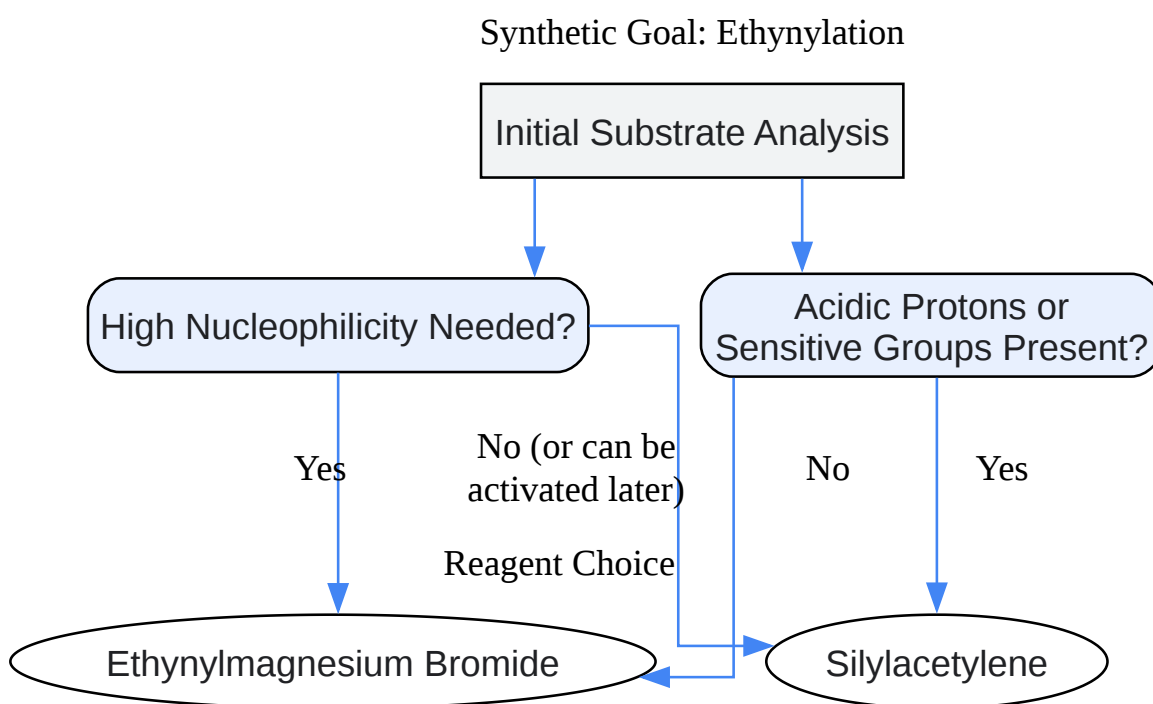 Synthetic Goal: Ethynylation
Initial Substrate Analysis
High Nucleophilicity Needed?
Acidic Protons or
Sensitive Groups Present?
Yes
No (or can be
activated later)
No
Yes
Reagent Choice
Ethynylmagnesium Bromide
Silylacetylene